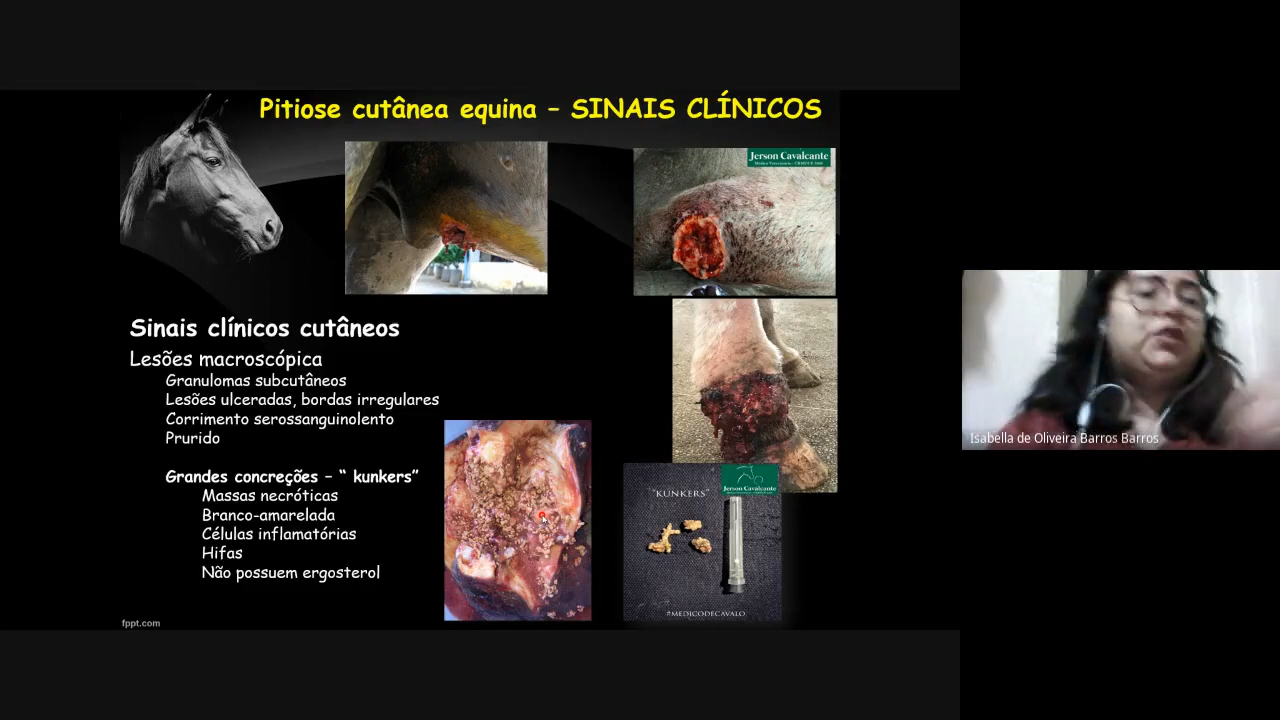 Pitiose cutânea equina – SINAIS CLÍNICOS
Jerson Cavalcante
Sinais clínicos cutâneos
Lesões macroscópica
Granulomas subcutâneos
Lesões ulceradas, bordas irregulares
Corrimento serossanguinolento
Prurido
Grandes concreções – “ kunkers”
Massas necróticas
Branco-amarelada
Células inflamatórias
Hifas
Não possuem ergosterol
Jerson Cavalcante
"KUNKERS"
#MEDICODECAVALO
fppt.com
Isabella de Oliveira Barros Barros